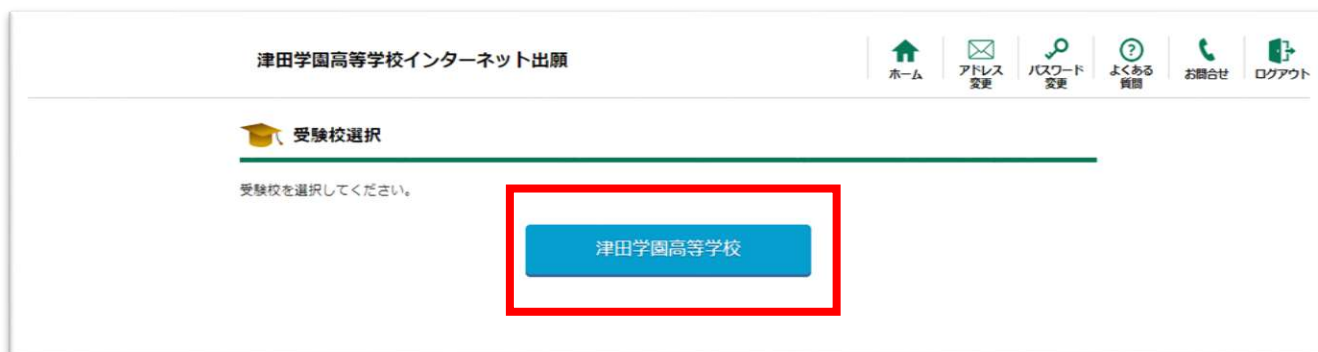 津田学園高等学校インターネット出願
ホーム
アドレス
変更
パスワード
変更
よくある
質問
お問合せ
ログアウト
受験校選択
受験校を選択してください。
津田学園高等学校